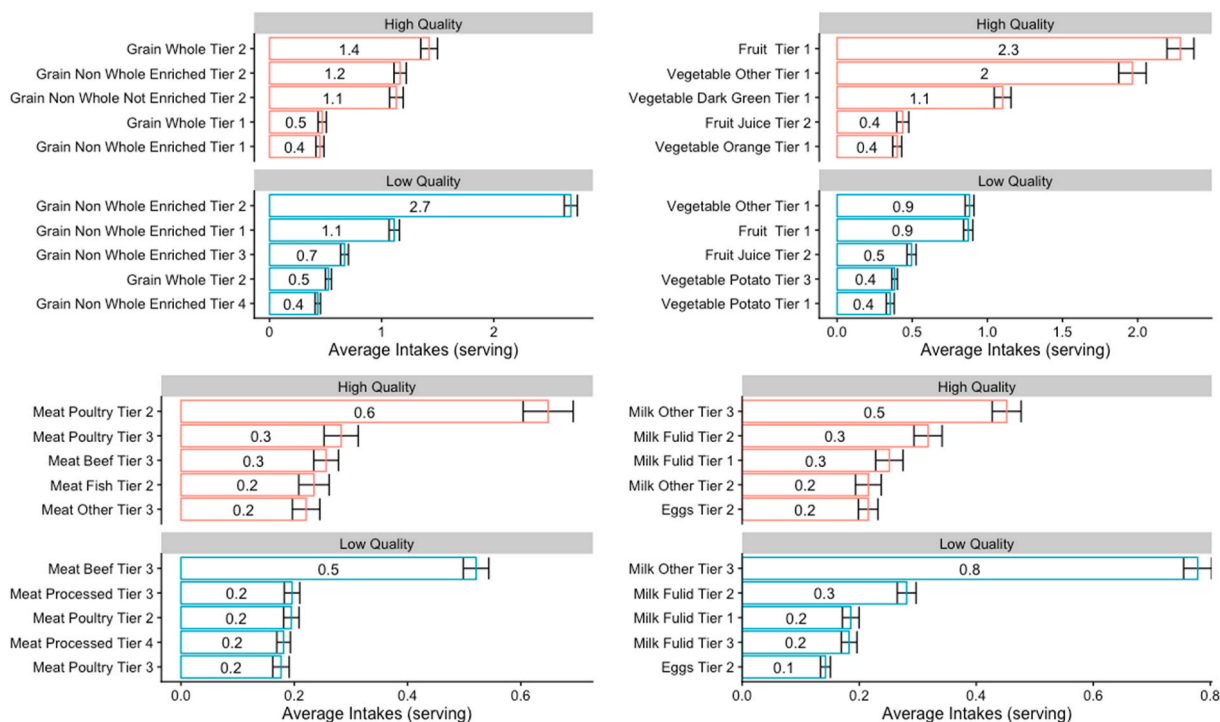 High Quality
Grain Whole Tier 2 1.4
Grain Non Whole Enriched Tier 2 1.2
Grain Non Whole Not Enriched Tier 2 1.1
Grain Whole Tier 1 0.5
Grain Non Whole Enriched Tier 1 0.4
Low Quality
Grain Non Whole Enriched Tier 2 2.7
Grain Non Whole Enriched Tier 1 1.1
Grain Non Whole Enriched Tier 3 0.7
Grain Whole Tier 2 0.5
Grain Non Whole Enriched Tier 4 0.4
0 1 2
Average Intakes (serving)
High Quality
Fruit Tier 1 2.3
Vegetable Other Tier 1 2
Vegetable Dark Green Tier 1 1.1
Fruit Juice Tier 2 0.4
Vegetable Orange Tier 1 0.4
Low Quality
Vegetable Other Tier 1 0.9
Fruit Tier 1 0.9
Fruit Juice Tier 2 0.5
Vegetable Potato Tier 3 0.4
Vegetable Potato Tier 1 0.4
0.0 0.5 1.0 1.5 2.0
Average Intakes (serving)
High Quality
Meat Poultry Tier 2 0.6
Meat Poultry Tier 3 0.3
Meat Beef Tier 3 0.3
Meat Fish Tier 2 0.2
Meat Other Tier 3 0.2
Low Quality
Meat Beef Tier 3 0.5
Meat Processed Tier 3 0.2
Meat Poultry Tier 2 0.2
Meat Processed Tier 4 0.2
Meat Poultry Tier 3 0.2
0.0 0.2 0.4 0.6
Average Intakes (serving)
High Quality
Milk Other Tier 3 0.5
Milk Fulid Tier 2 0.3
Milk Fulid Tier 1 0.3
Milk Other Tier 2 0.2
Eggs Tier 2 0.2
Low Quality
Milk Other Tier 3 0.8
Milk Fulid Tier 2 0.3
Milk Fulid Tier 1 0.2
Milk Fulid Tier 3 0.2
Eggs Tier 2 0.1
0.0 0.2 0.4 0.6 0.8
Average Intakes (serving)